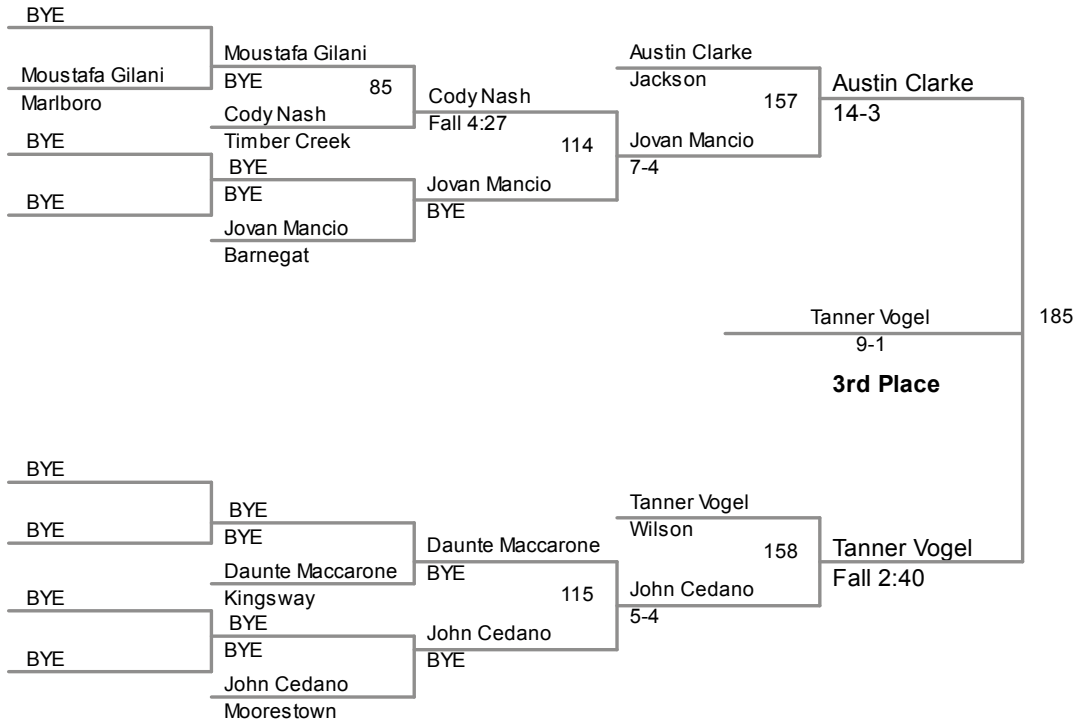 BYE
Moustafa Gilani
Marlboro
BYE
BYE
Moustafa Gilani
BYE
85
Cody Nash
Timber Creek
BYE
BYE
Jovan Mancio
Barnegat
Cody Nash
Fall 4:27
114
Jovan Mancio
BYE
Austin Clarke
Jackson
157
Jovan Mancio
7-4
Austin Clarke
14-3
Tanner Vogel
9-1
3rd Place
185
BYE
BYE
BYE
BYE
BYE
BYE
Daunte Maccarone
Kingsway
BYE
BYE
John Cedano
Moorestown
Daunte Maccarone
BYE
115
John Cedano
BYE
Tanner Vogel
Wilson
158
John Cedano
5-4
Tanner Vogel
Fall 2:40